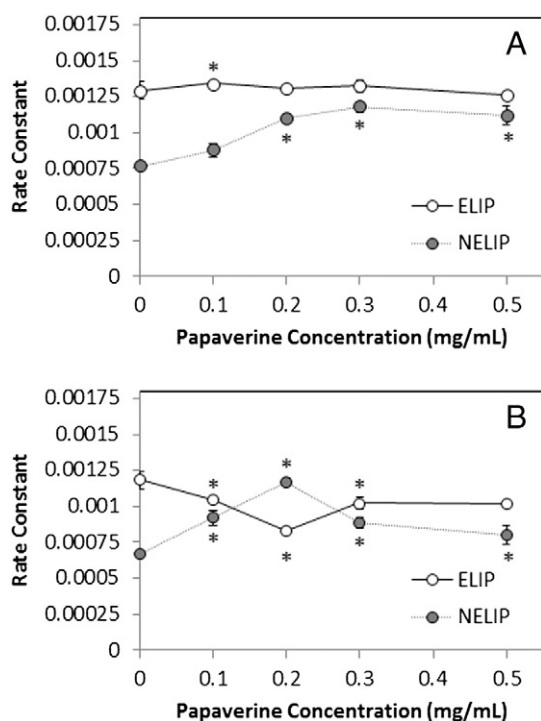 A
Rate Constant
0.00175
0.0015
0.00125
0.001
0.00075
0.0005
0.00025
0
*
*
*
*
ELIP
NELIP
0 0.1 0.2 0.3 0.4 0.5
Papaverine Concentration (mg/mL)
B
Rate Constant
0.00175
0.0015
0.00125
0.001
0.00075
0.0005
0.00025
0
* * *
* * * *
ELIP
NELIP
0 0.1 0.2 0.3 0.4 0.5
Papaverine Concentration (mg/mL)